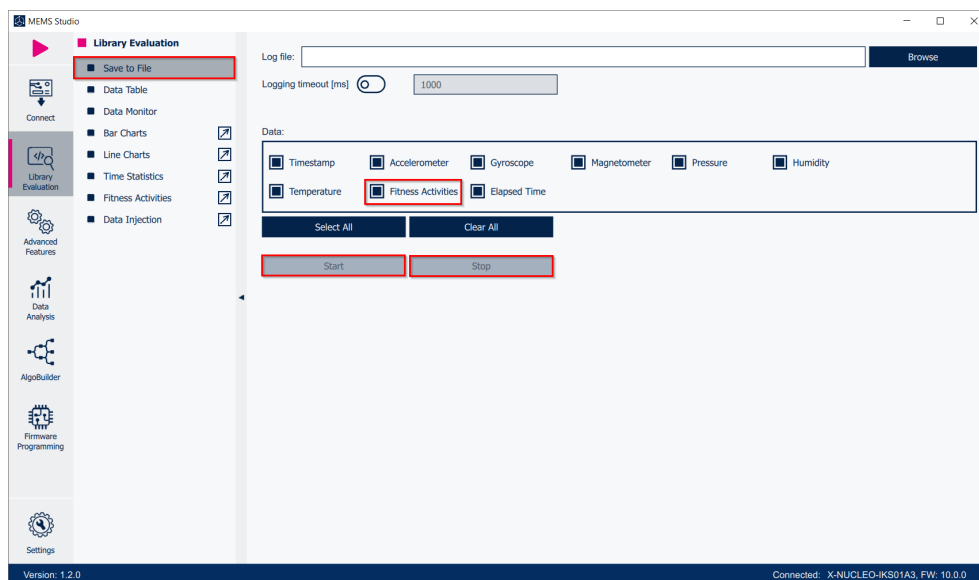 MEMS Studio
Connect
Library
Evaluation
Advanced
Features
Data
Analysis
AlgoBuilder
Firmware
Programming
Settings
Library Evaluation
Save to File
Data Table
Data Monitor
Bar Charts
Line Charts
Time Statistics
Fitness Activities
Data Injection
Log file:
Browse
Logging timeout [ms] 1000
Data:
Timestamp Accelerometer Gyroscope Magnetometer Pressure Humidity
Temperature Fitness Activities Elapsed Time
Select All Clear All
Start Stop
Version: 1.2.0 Connected: X-NUCLEO-IKS01A3, FW: 10.0.0